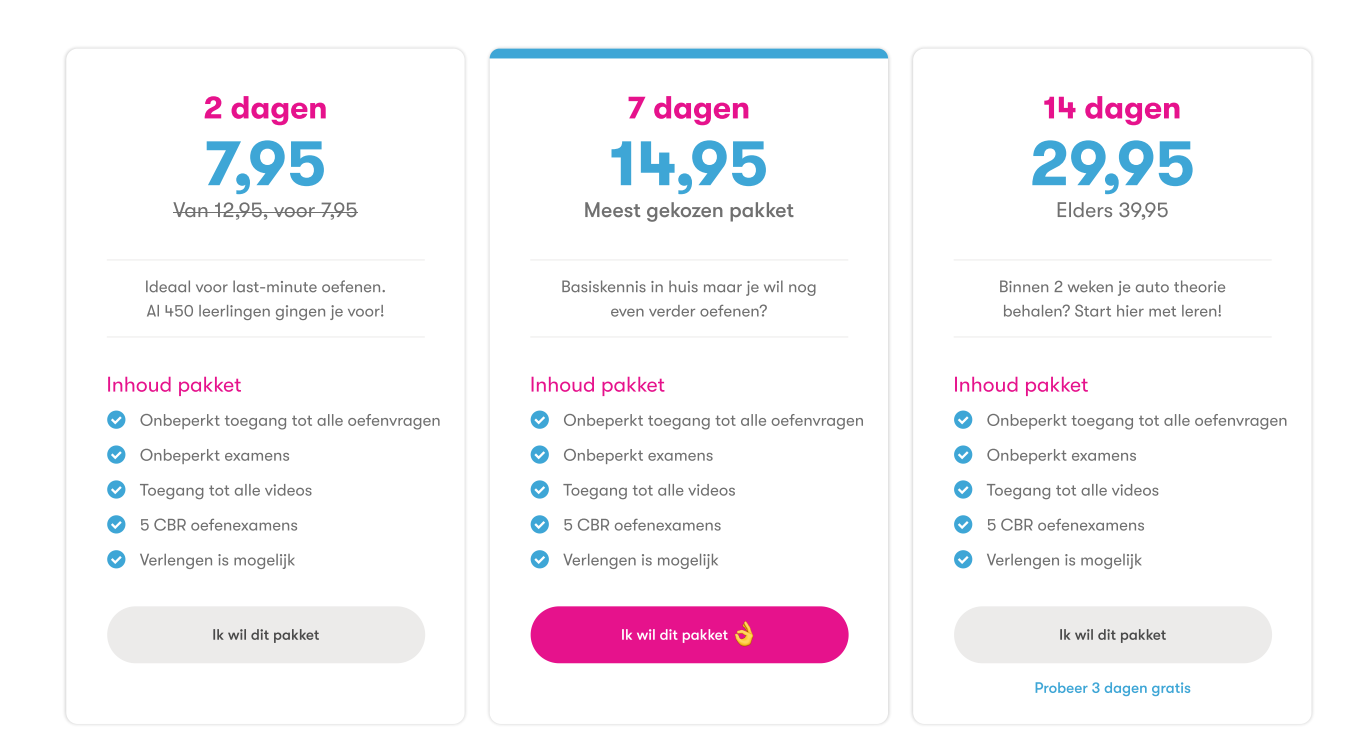 2 dagen
7,95
Van 12,95, voor 7,95
Ideaal voor last-minute oefenen.
Al 450 leerlingen gingen je voor!
Inhoud pakket
Onbeperkt toegang tot alle oefenvragen
Onbeperkt examens
Toegang tot alle videos
5 CBR oefenexamens
Verlengen is mogelijk
Ik wil dit pakket
7 dagen
14,95
Meest gekozen pakket
Basiskennis in huis maar je wil nog
even verder oefenen?
Inhoud pakket
Onbeperkt toegang tot alle oefenvragen
Onbeperkt examens
Toegang tot alle videos
5 CBR oefenexamens
Verlengen is mogelijk
Ik wil dit pakket 👌
14 dagen
29,95
Elders 39,95
Binnen 2 weken je auto theorie
behalen? Start hier met leren!
Inhoud pakket
Onbeperkt toegang tot alle oefenvragen
Onbeperkt examens
Toegang tot alle videos
5 CBR oefenexamens
Verlengen is mogelijk
Ik wil dit pakket
Probeer 3 dagen gratis